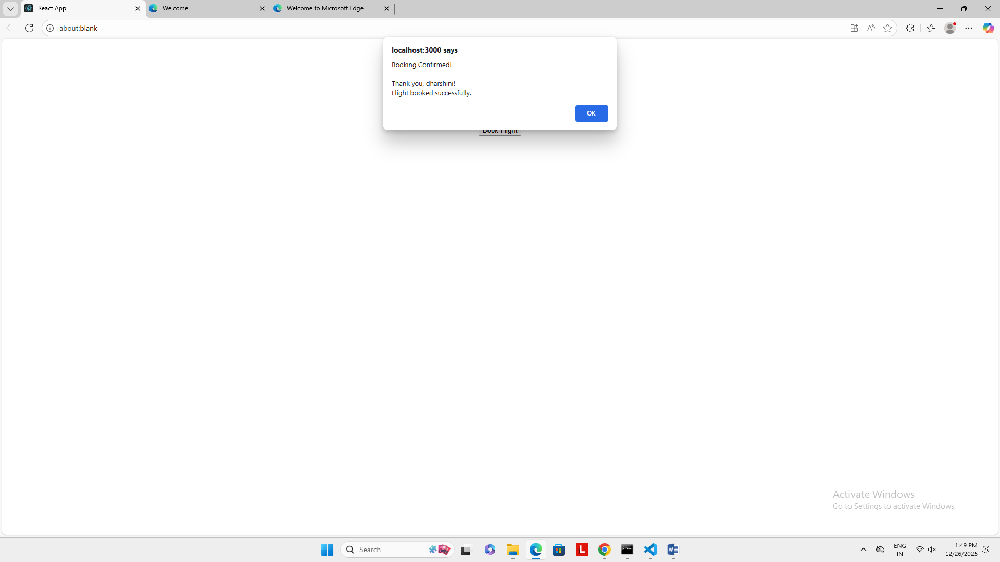 React App
Welcome
Welcome to Microsoft Edge
about:blank
localhost:3000 says
Booking Confirmed!
Thank you, dharshini!
Flight booked successfully.
OK
Book Flight
Activate Windows
Go to Settings to activate Windows.
Search
L
ENG
IN
1:49 PM
12/26/2025